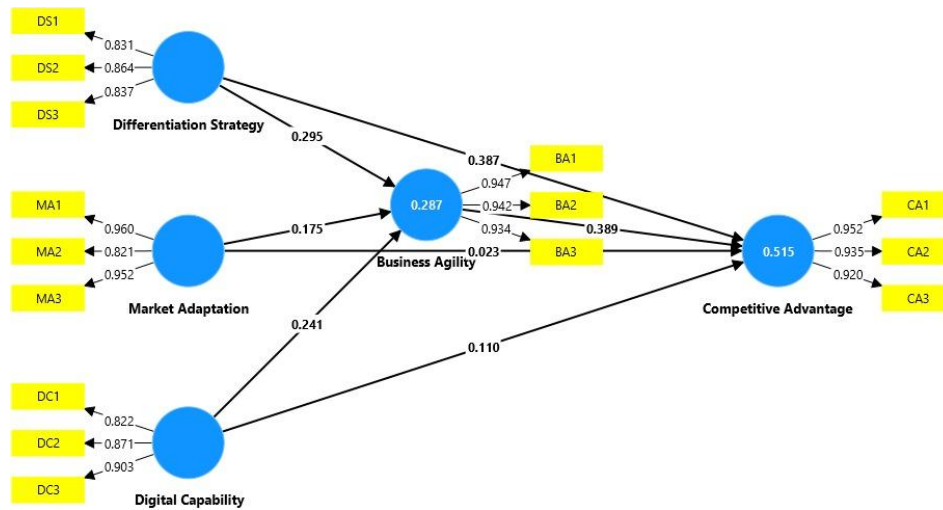 DS1
0.831
DS2
0.864
DS3
0.837
Differentiation Strategy
0.295
0.387
BA1
0.947
0.287
0.942
BA2
0.934
0.389
BA3
Business Agility
MA1
0.960
MA2
0.821
MA3
0.952
Market Adaptation
0.175
0.023
0.241
CA1
0.952
0.515
0.935
CA2
0.920
CA3
Competitive Advantage
0.110
DC1
0.822
DC2
0.871
DC3
0.903
Digital Capability